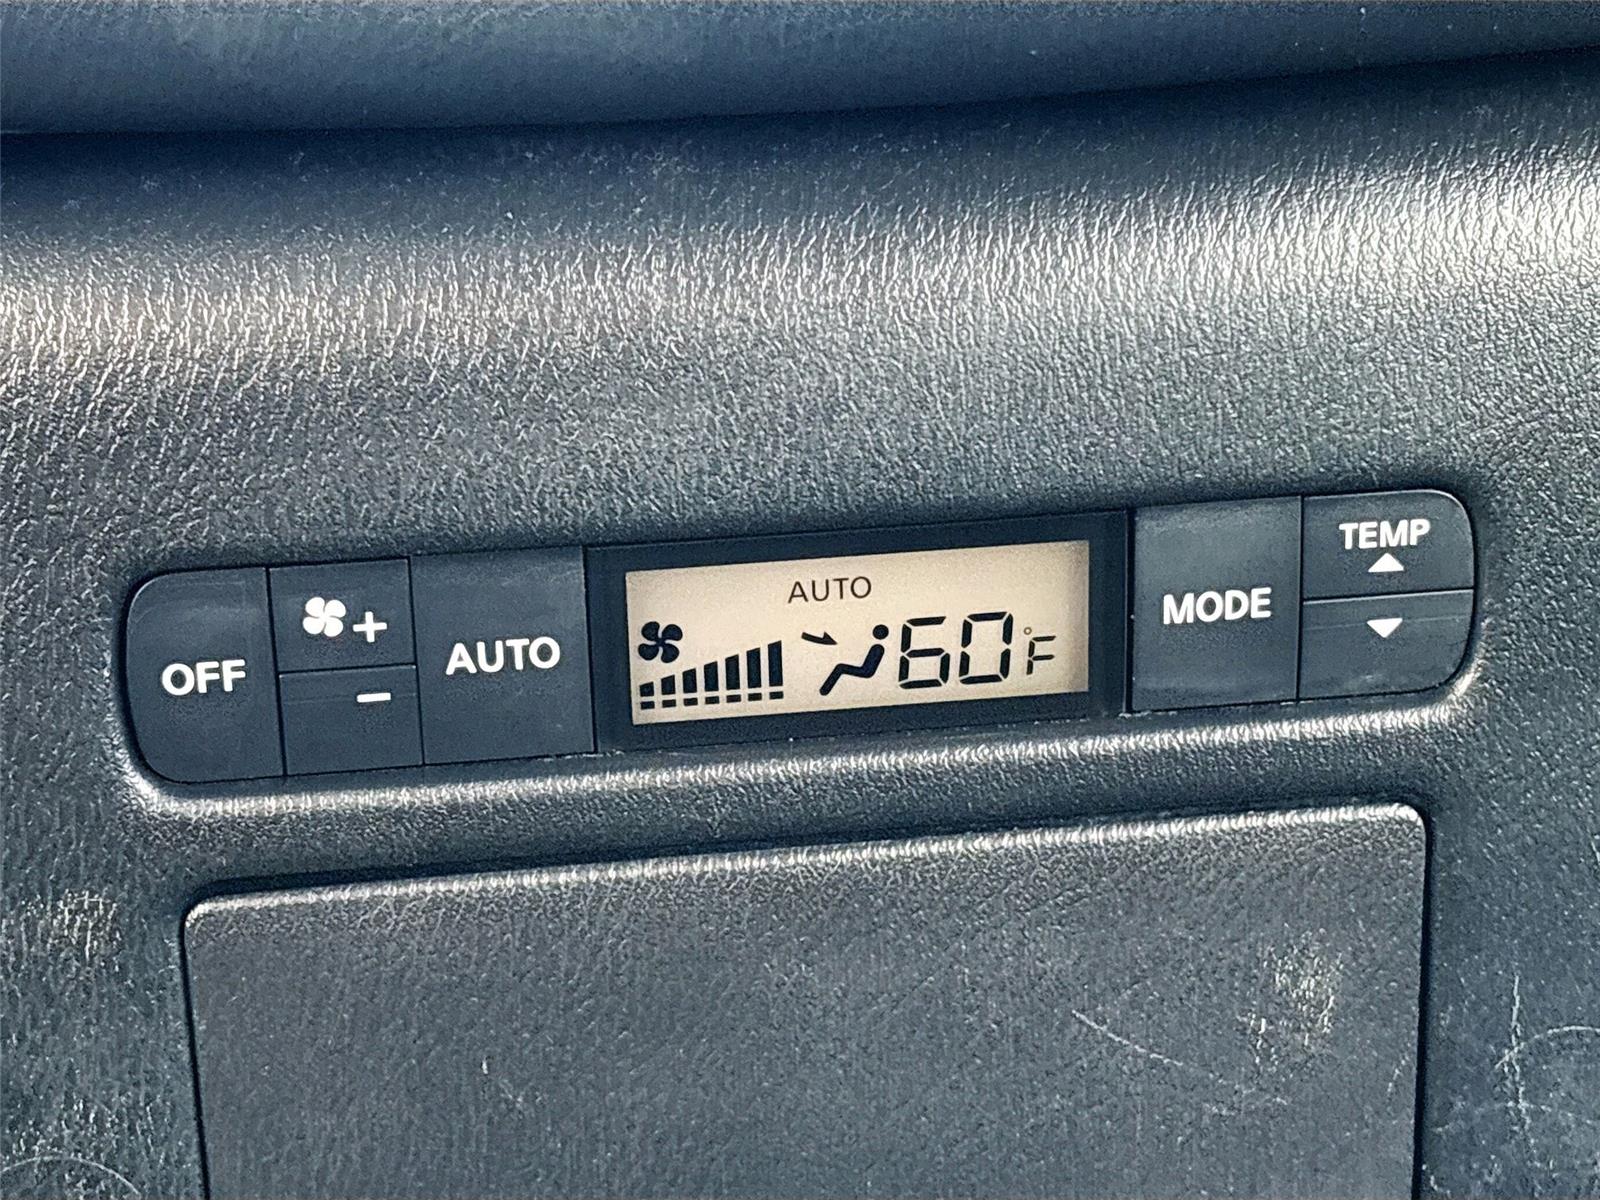 OFF
+
-
AUTO
AUTO
60°F
MODE
TEMP